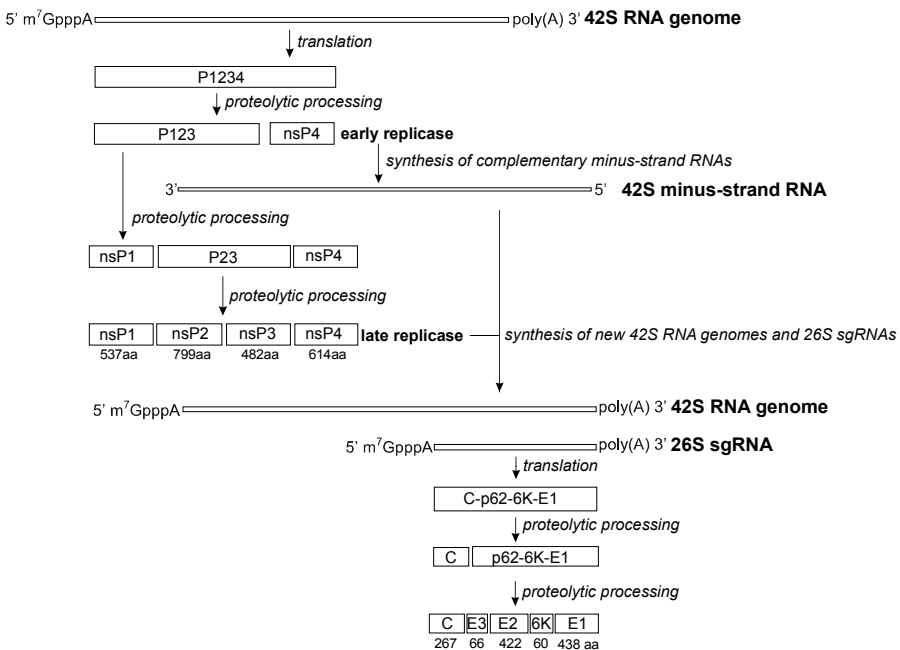 5’ m⁷GpppA poly(A) 3’ 42S RNA genome
translation
P1234
proteolytic processing
P123 nsP4 early replicase
synthesis of complementary minus-strand RNAs
3’ 5’ 42S minus-strand RNA
proteolytic processing
nsP1 P23 nsP4
proteolytic processing
nsP1 nsP2 nsP3 nsP4 late replicase synthesis of new 42S RNA genomes and 26S sgRNAs
537aa 799aa 482aa 614aa
5’ m⁷GpppA poly(A) 3’ 42S RNA genome
5’ m⁷GpppA poly(A) 3’ 26S sgRNA
translation
C-p62-6K-E1
proteolytic processing
C p62-6K-E1
proteolytic processing
C E3 E2 6K E1
267 66 422 60 438 aa